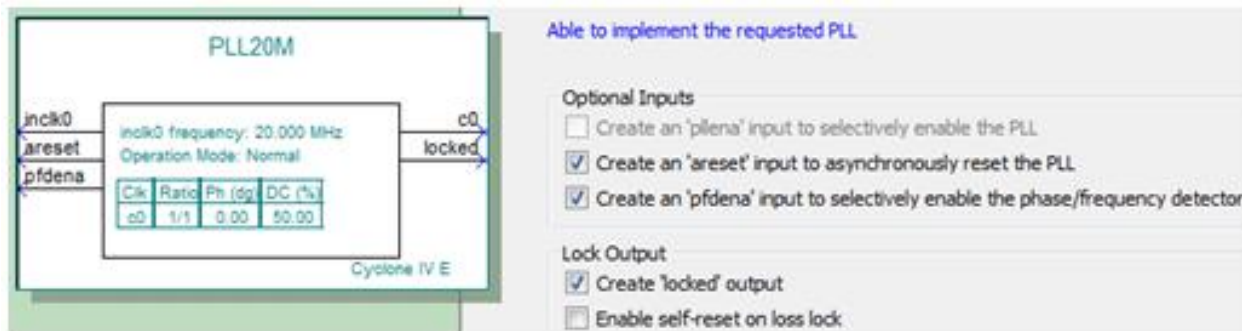 PLL20M
inclk0
areset
pfdena
inclk0 frequency: 20.000 MHz
Operation Mode: Normal
Clk Ratio Ph (dg) DC (%)
c0 1/1 0.00 50.00
c0
locked
Cyclone IV E
Able to implement the requested PLL
Optional Inputs
Create an 'pllena' input to selectively enable the PLL
Create an 'areset' input to asynchronously reset the PLL
Create an 'pfdena' input to selectively enable the phase/frequency detector
Lock Output
Create 'locked' output
Enable self-reset on loss lock